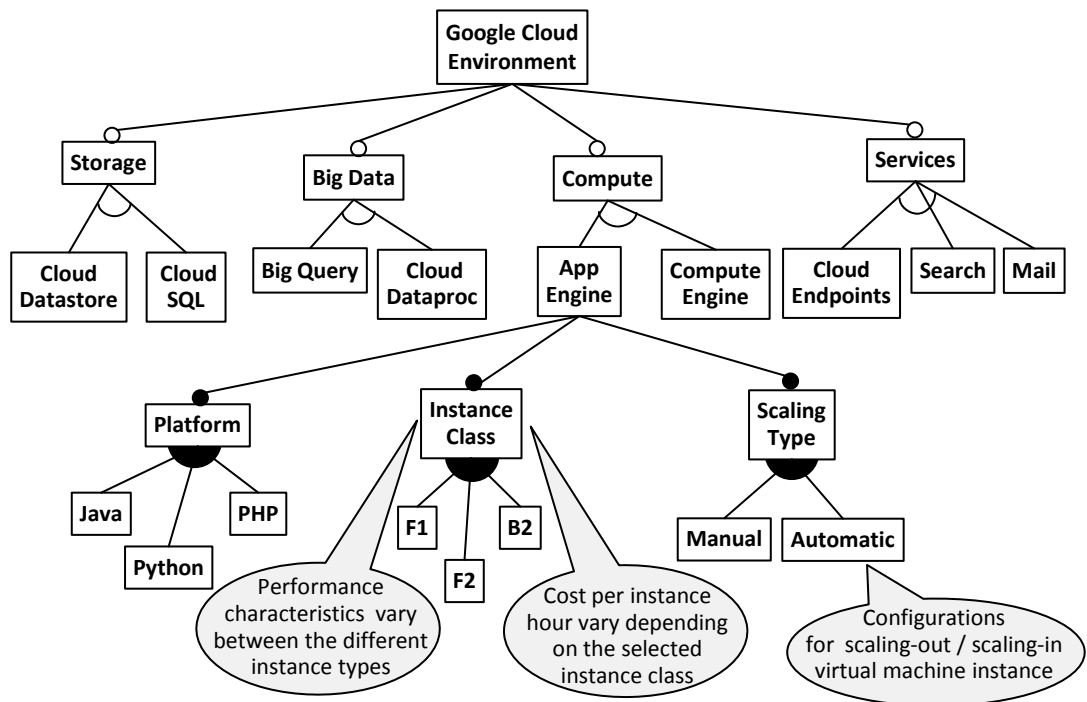 Google Cloud
Environment
Storage
Big Data
Compute
Services
Cloud
Datastore
Cloud
SQL
Big Query
Cloud
Dataproc
App
Engine
Compute
Engine
Cloud
Endpoints
Search
Mail
Platform
Instance
Class
Scaling
Type
Java
Python
PHP
F1
F2
B2
Manual
Automatic
Performance
characteristics vary
between the different
instance types
Cost per instance
hour vary depending
on the selected
instance class
Configurations
for scaling-out / scaling-in
virtual machine instance